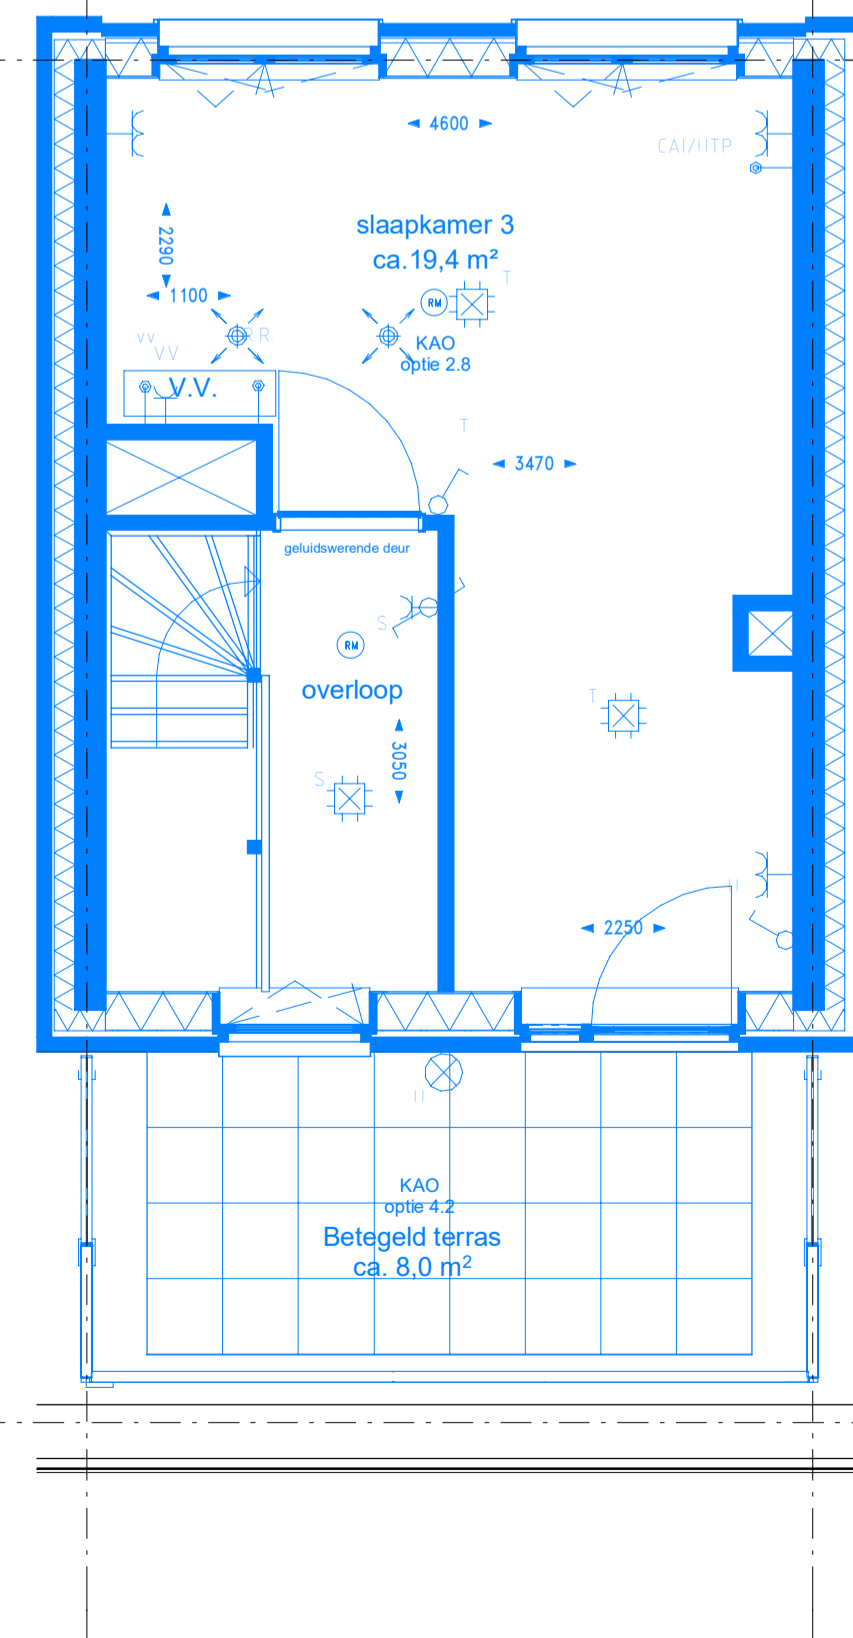 4600
CAI/UTP
slaapkamer 3
ca.19,4 m²
2290
1100
RM
T
R.R.
KAO
optie 2.8
vv
VV
V.V.
T
3470
geluidswerende deur
S
RM
overloop
T
3050
S
U
2250
U
KAO
optie 4.2
Betegeld terras
ca. 8,0 m²